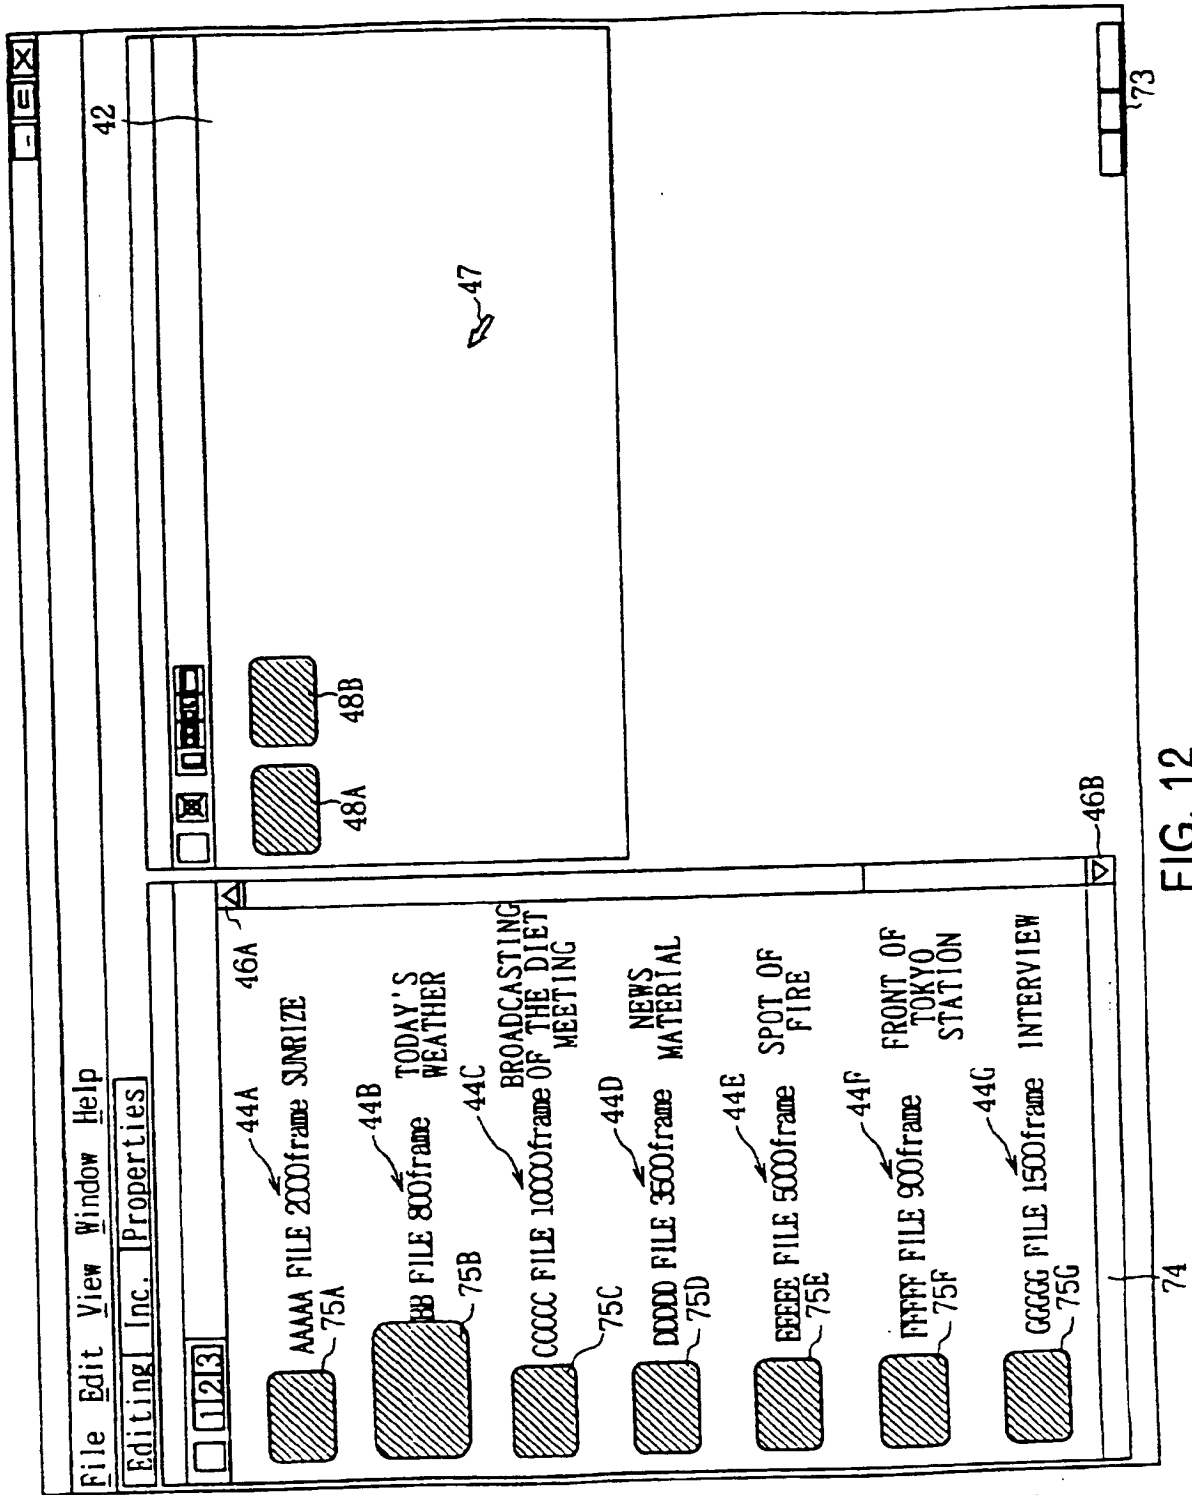 File Edit View Window Help
Editing Inc. Properties
1 2 3
42
46A
44A
AAAAA FILE 2000frame SUNRIZE
75A
44B
BB FILE 800frame TODAY'S
WEATHER
75B
44C
BROADCASTING
CCCCC FILE 10000frame OF THE DIET
MEETING
75C
44D
NEWS
DDDDD FILE 3500frame MATERIAL
75D
44E
SPOT OF
EEEEE FILE 5000frame FIRE
75E
44F
FRONT OF
FFFFF FILE 900frame TOKYO
STATION
75F
44G
GGGGG FILE 1500frame INTERVIEW
75G
46B
74
48A
48B
47
73
FIG. 12